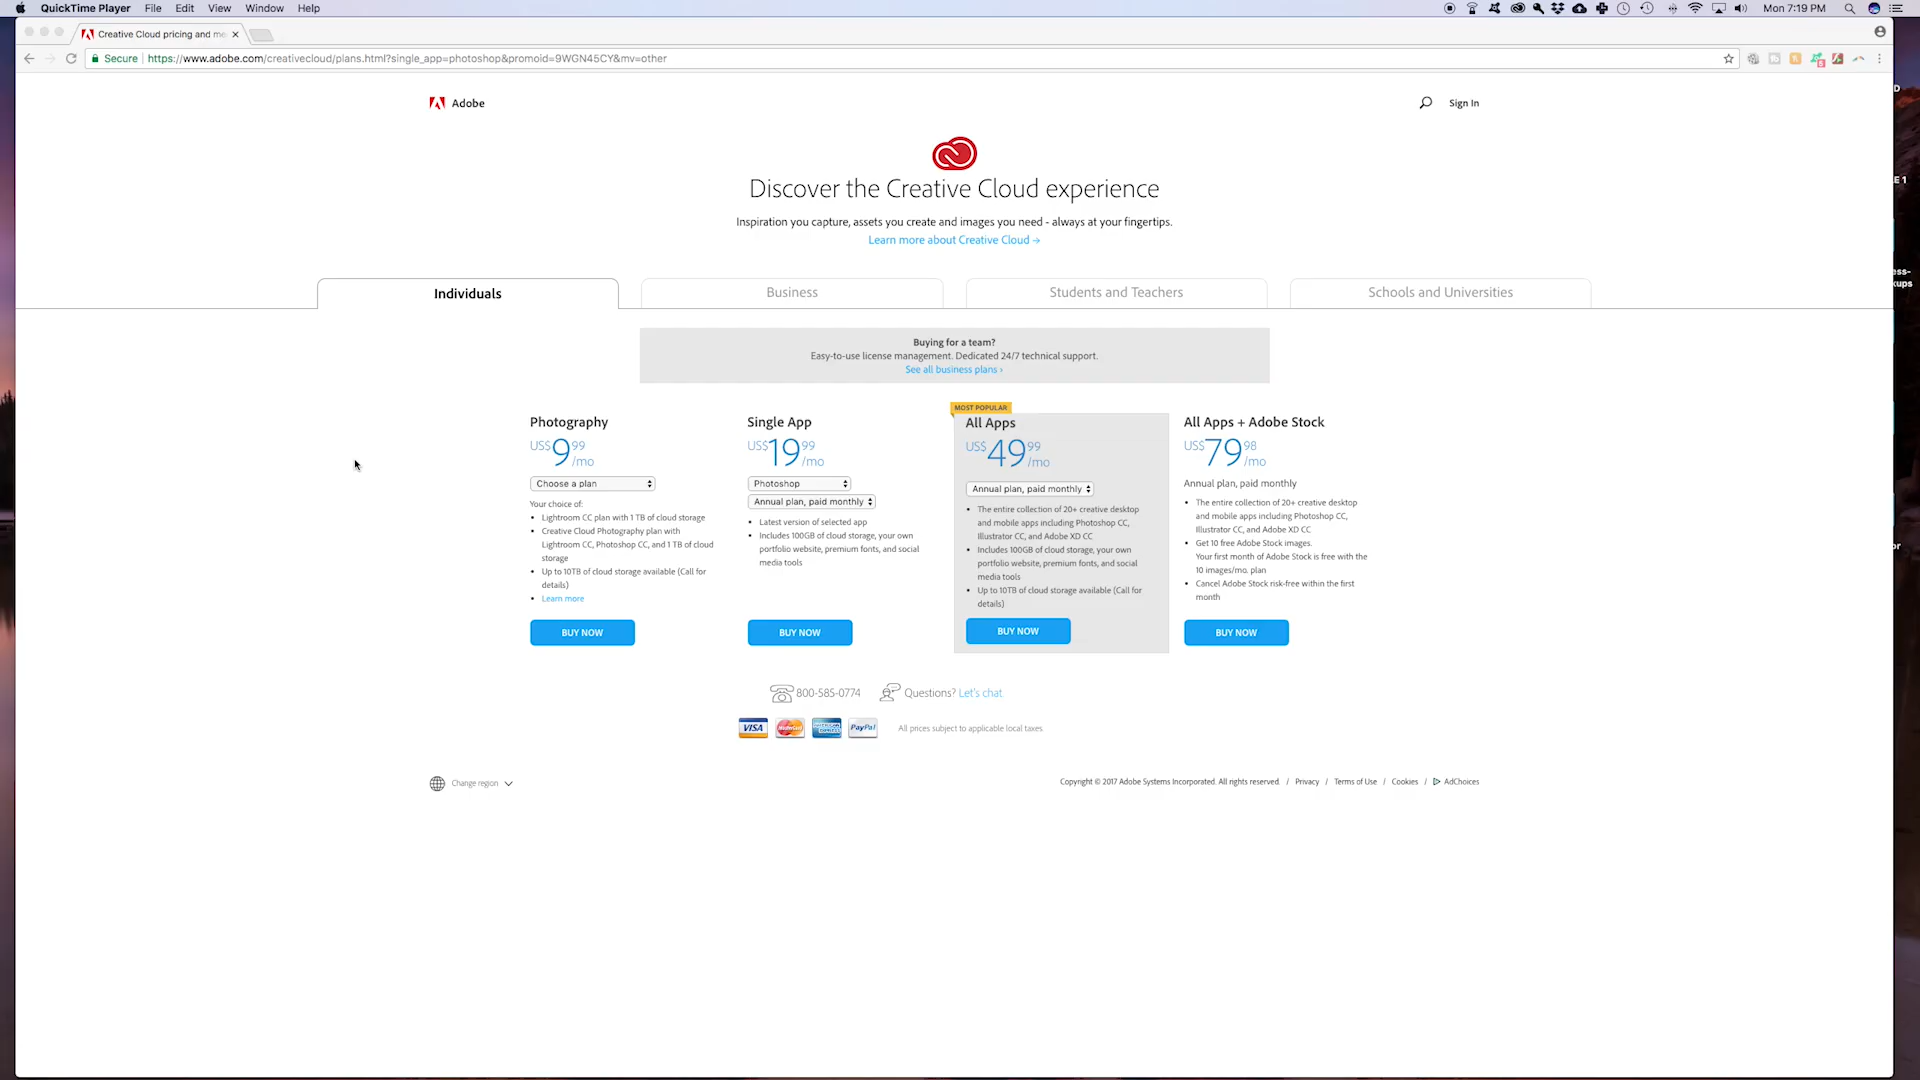 QuickTime Player File Edit View Window Help
Mon 7:19 PM
Creative Cloud pricing and me
Secure https://www.adobe.com/creativecloud/plans.html?single_app=photoshop&promoid=9WGN45CY&mv=other
Adobe
Sign In
Discover the Creative Cloud experience
Inspiration you capture, assets you create and images you need - always at your fingertips.
Learn more about Creative Cloud →
Individuals
Business
Students and Teachers
Schools and Universities
Buying for a team?
Easy-to-use license management. Dedicated 24/7 technical support.
See all business plans ›
Photography
US$9 99 /mo
Choose a plan
Your choice of:
• Lightroom CC plan with 1 TB of cloud storage
• Creative Cloud Photography plan with
Lightroom CC, Photoshop CC, and 1 TB of cloud
storage
• Up to 10TB of cloud storage available (Call for
details)
• Learn more
BUY NOW
Single App
US$19 99 /mo
Photoshop
Annual plan, paid monthly
• Latest version of selected app
• Includes 100GB of cloud storage, your own
portfolio website, premium fonts, and social
media tools
BUY NOW
MOST POPULAR
All Apps
US$49 99 /mo
Annual plan, paid monthly
• The entire collection of 20+ creative desktop
and mobile apps including Photoshop CC,
Illustrator CC, and Adobe XD CC
• Includes 100GB of cloud storage, your own
portfolio website, premium fonts, and social
media tools
• Up to 10TB of cloud storage available (Call for
details)
BUY NOW
All Apps + Adobe Stock
US$79 98 /mo
Annual plan, paid monthly
• The entire collection of 20+ creative desktop
and mobile apps including Photoshop CC,
Illustrator CC, and Adobe XD CC
• Get 10 free Adobe Stock images.
Your first month of Adobe Stock is free with the
10 images/mo. plan
• Cancel Adobe Stock risk-free within the first
month
BUY NOW
800-585-0774
Questions? Let's chat
VISA
PayPal
All prices subject to applicable local taxes
Change region
Copyright © 2017 Adobe Systems Incorporated. All rights reserved. / Privacy / Terms of Use / Cookies / AdChoices